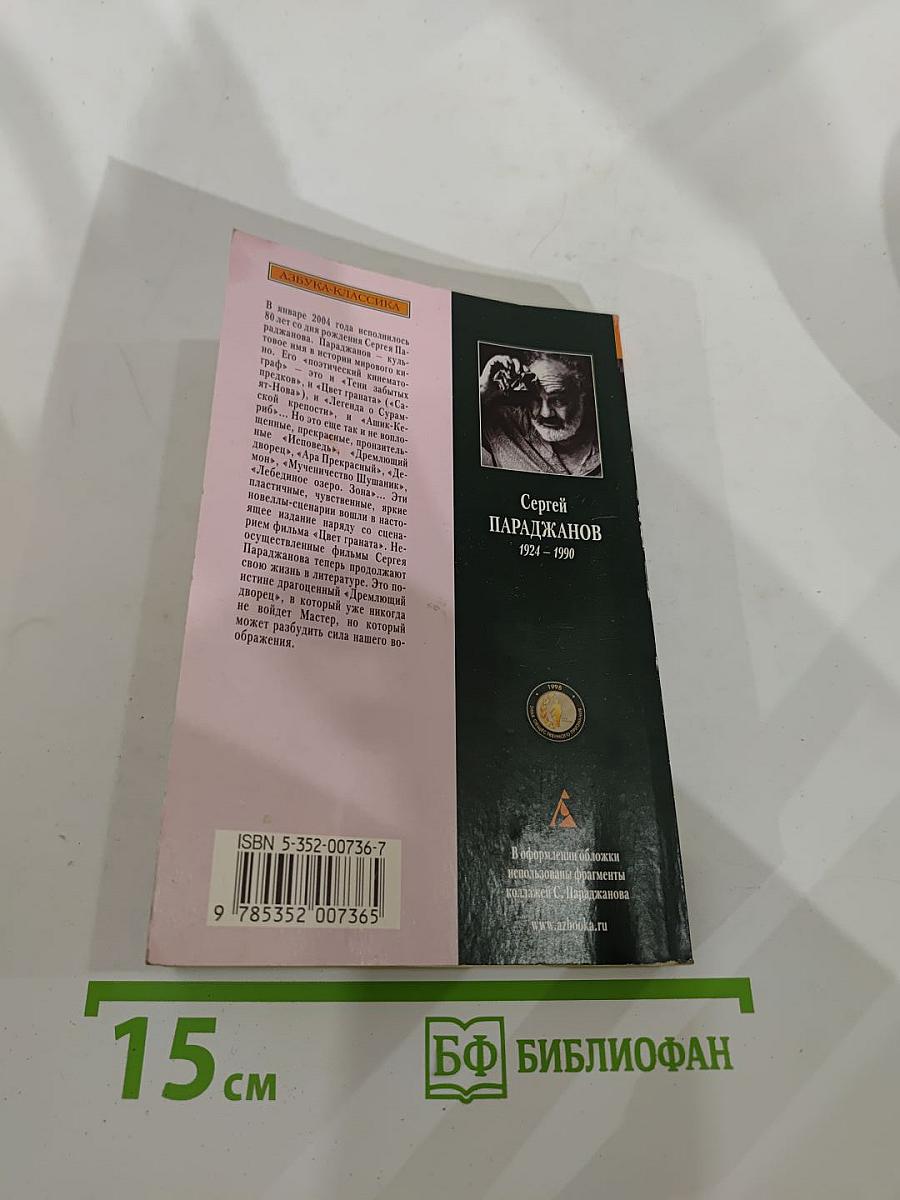 АЗБУКА-КЛАССИКА
В январе 2004 года исполнилось
80 лет со дня рождения Сергея Па-
раджанова. Параджанов — куль-
товое имя в истории мирового ки-
но. Его «поэтический кинемато-
граф» — это и «Тени забытых
предков», и «Цвет граната» («Са-
ят-Нова»), и «Легенда о Сурам-
ской крепости», и «Ашик-Ке-
риб»... Но это еще так и не вопло-
щенные, прекрасные, пронзитель-
ные «Исповедь», «Дремлющий
дворец», «Ара Прекрасный», «Де-
мон», «Мученичество Шушаник»,
«Лебединое озеро. Зона»... Эти
пластичные, чувственные, яркие
новеллы-сценарии вошли в насто-
ящее издание наряду со сцена-
рием фильма «Цвет граната». Не-
осуществленные фильмы Сергея
Параджанова теперь продолжают
свою жизнь в литературе. Это по-
истине драгоценный «Дремлющий
дворец», в который уже никогда
не войдет Мастер, но который
может разбудить сила нашего во-
ображения.
ISBN 5-352-00736-7
9 785352 007365
Сергей
ПАРАДЖАНОВ
1924 – 1990
1998
ЗНАК ОБЩЕСТВЕННОГО ПРИЗНАНИЯ
В оформлении обложки
использованы фрагменты
коллажей С. Параджанова
www.azbooka.ru
15 см
БФ БИБ�лиОФАН